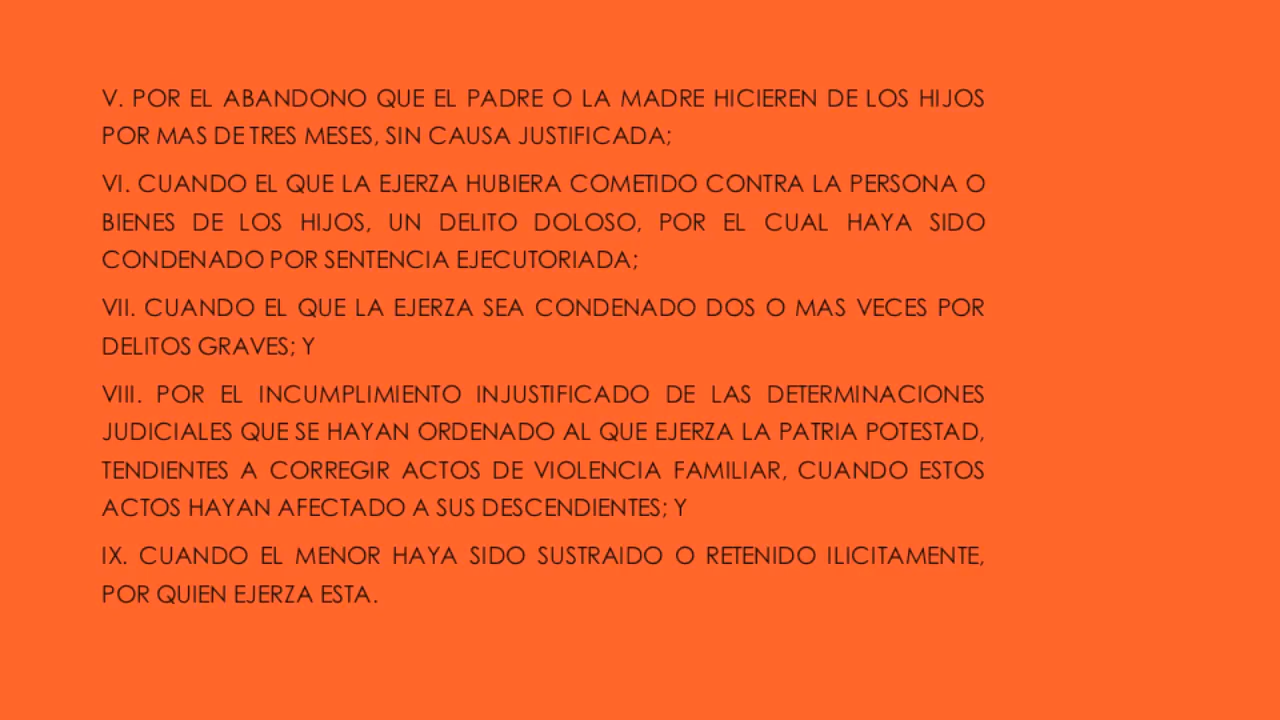 V. POR EL ABANDONO QUE EL PADRE O LA MADRE HICIEREN DE LOS HIJOS
POR MAS DE TRES MESES, SIN CAUSA JUSTIFICADA;
VI. CUANDO EL QUE LA EJERZA HUBIERA COMETIDO CONTRA LA PERSONA O
BIENES DE LOS HIJOS, UN DELITO DOLOSO, POR EL CUAL HAYA SIDO
CONDENADO POR SENTENCIA EJECUTORIADA;
VII. CUANDO EL QUE LA EJERZA SEA CONDENADO DOS O MAS VECES POR
DELITOS GRAVES; Y
VIII. POR EL INCUMPLIMIENTO INJUSTIFICADO DE LAS DETERMINACIONES
JUDICIALES QUE SE HAYAN ORDENADO AL QUE EJERZA LA PATRIA POTESTAD,
TENDIENTES A CORREGIR ACTOS DE VIOLENCIA FAMILIAR, CUANDO ESTOS
ACTOS HAYAN AFECTADO A SUS DESCENDIENTES; Y
IX. CUANDO EL MENOR HAYA SIDO SUSTRAIDO O RETENIDO ILICITAMENTE,
POR QUIEN EJERZA ESTA.